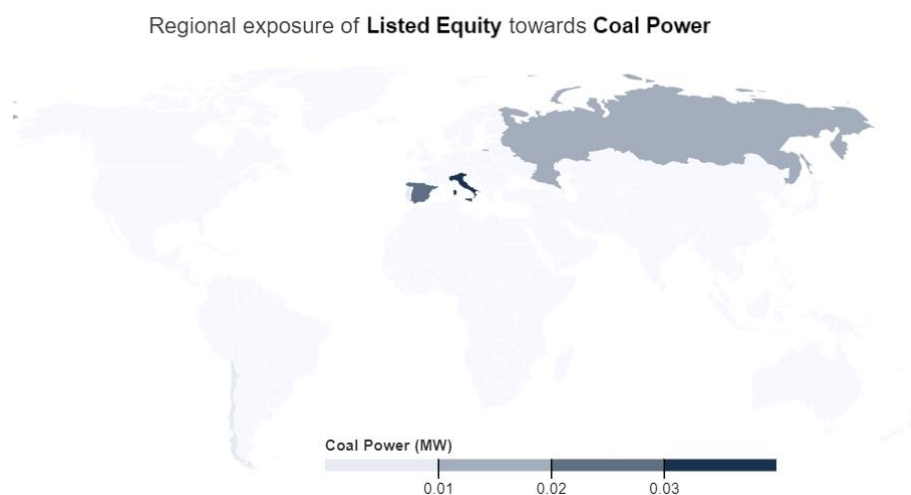 Regional exposure of Listed Equity towards Coal Power
Coal Power (MW)
0.01 0.02 0.03